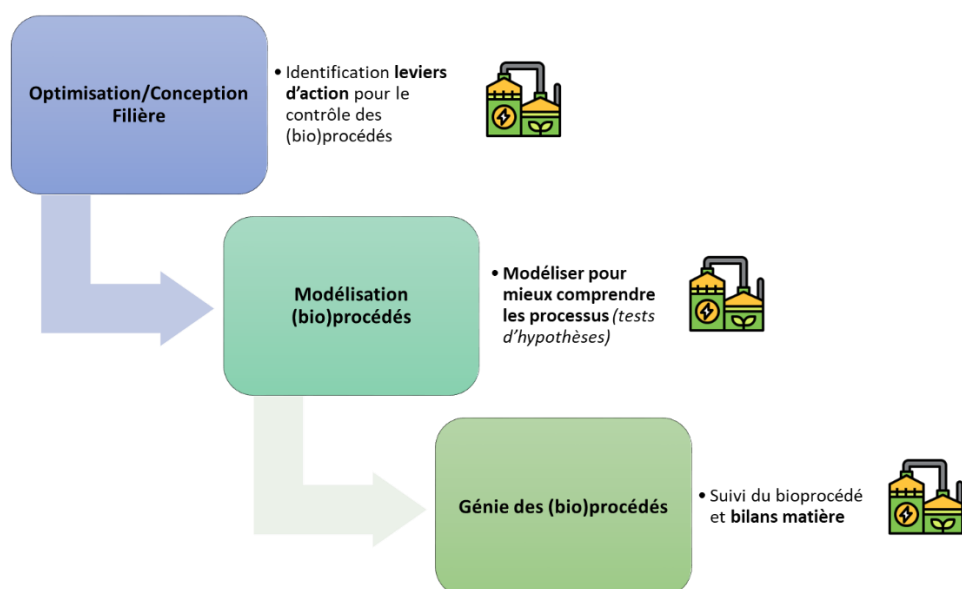 Optimisation/Conception
Filière
• Identification leviers
d'action pour le
contrôle des
(bio)procédés
Modélisation
(bio)procédés
• Modéliser pour
mieux comprendre
les processus (tests
d'hypothèses)
Génie des (bio)procédés
• Suivi du bioprocédé
et bilans matière